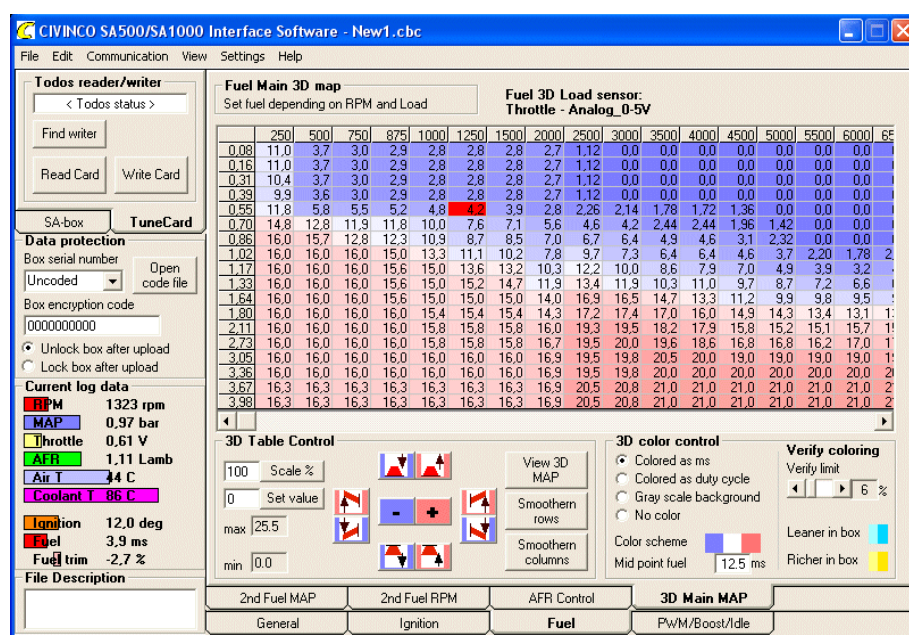 CIVINCO SA500/SA1000 Interface Software - New1.cbc
File Edit Communication View Settings Help
Todos reader/writer
< Todos status >
Find writer
Read Card Write Card
SA-box TuneCard
Data protection
Box serial number
Uncoded Open code file
Box encryption code
0000000000
Unlock box after upload
Lock box after upload
Current log data
RPM 1323 rpm
MAP 0,97 bar
Throttle 0,61 V
AFR 1,11 Lamb
Air T 44 C
Coolant T 86 C
Ignition 12,0 deg
Fuel 3,9 ms
Fuel trim -2,7 %
File Description
Fuel Main 3D map
Set fuel depending on RPM and Load
Fuel 3D Load sensor:
Throttle - Analog_0-5V
250 500 750 875 1000 1250 1500 2000 2500 3000 3500 4000 4500 5000 5500 6000 65
0,08 11,0 3,7 3,0 2,9 2,8 2,8 2,8 2,7 1,12 0,0 0,0 0,0 0,0 0,0 0,0 0,0
0,16 11,0 3,7 3,0 2,9 2,8 2,8 2,8 2,7 1,12 0,0 0,0 0,0 0,0 0,0 0,0 0,0
0,31 10,4 3,7 3,0 2,9 2,8 2,8 2,8 2,7 1,12 0,0 0,0 0,0 0,0 0,0 0,0 0,0
0,39 9,9 3,6 3,0 2,9 2,8 2,8 2,8 2,7 1,12 0,0 0,0 0,0 0,0 0,0 0,0 0,0
0,55 11,8 5,8 5,5 5,2 4,8 4,2 3,9 2,8 2,26 2,14 1,78 1,72 1,36 0,0 0,0 0,0
0,70 14,8 12,8 11,9 11,8 10,0 7,6 7,1 5,6 4,6 4,2 2,44 2,44 1,96 1,42 0,0 0,0
0,86 16,0 15,7 12,8 12,3 10,9 8,7 8,5 7,0 6,7 6,4 4,9 4,6 3,1 2,32 0,0 0,0
1,02 16,0 16,0 16,0 15,0 13,3 11,1 10,2 7,8 9,7 7,3 6,4 6,4 4,6 3,7 2,20 1,78 2
1,17 16,0 16,0 16,0 15,6 15,0 13,6 13,2 10,3 12,2 10,0 8,6 7,9 7,0 4,9 3,9 3,2
1,33 16,0 16,0 16,0 15,6 15,0 15,2 14,7 11,9 13,4 11,9 10,3 11,0 9,7 8,7 7,2 6,6
1,64 16,0 16,0 16,0 15,6 15,0 15,0 15,0 14,0 16,9 16,5 14,7 13,3 11,2 9,9 9,8 9,5
1,80 16,0 16,0 16,0 16,0 15,4 15,4 15,4 14,3 17,2 17,4 17,0 16,0 14,9 14,3 13,4 13,1
2,11 16,0 16,0 16,0 16,0 15,8 15,8 15,8 16,0 19,3 19,5 18,2 17,9 15,8 15,2 15,1 15,7
2,73 16,0 16,0 16,0 16,0 15,8 15,8 15,8 16,7 19,5 20,0 19,6 18,6 16,8 16,8 16,2 17,0
3,05 16,0 16,0 16,0 16,0 16,0 16,0 16,0 16,9 19,5 19,8 20,5 20,0 19,0 19,0 19,0 19,0
3,36 16,0 16,0 16,0 16,0 16,0 16,0 16,0 16,9 19,5 19,8 20,0 20,0 20,0 20,0 20,0 20,0
3,67 16,3 16,3 16,3 16,3 16,3 16,3 16,3 16,9 20,5 20,8 21,0 21,0 21,0 21,0 21,0 21,0
3,98 16,3 16,3 16,3 16,3 16,3 16,3 16,3 16,9 20,5 20,8 21,0 21,0 21,0 21,0 21,0 21,0
3D Table Control
100 Scale %
0 Set value
max 25.5
min 0.0
View 3D MAP
Smoothern rows
Smoothern columns
3D color control
Colored as ms
Colored as duty cycle
Gray scale background
No color
Color scheme
Mid point fuel 12.5 ms
Verify coloring
Verify limit
6 %
Leaner in box
Richer in box
2nd Fuel MAP 2nd Fuel RPM AFR Control 3D Main MAP
General Ignition Fuel PWM/Boost/Idle